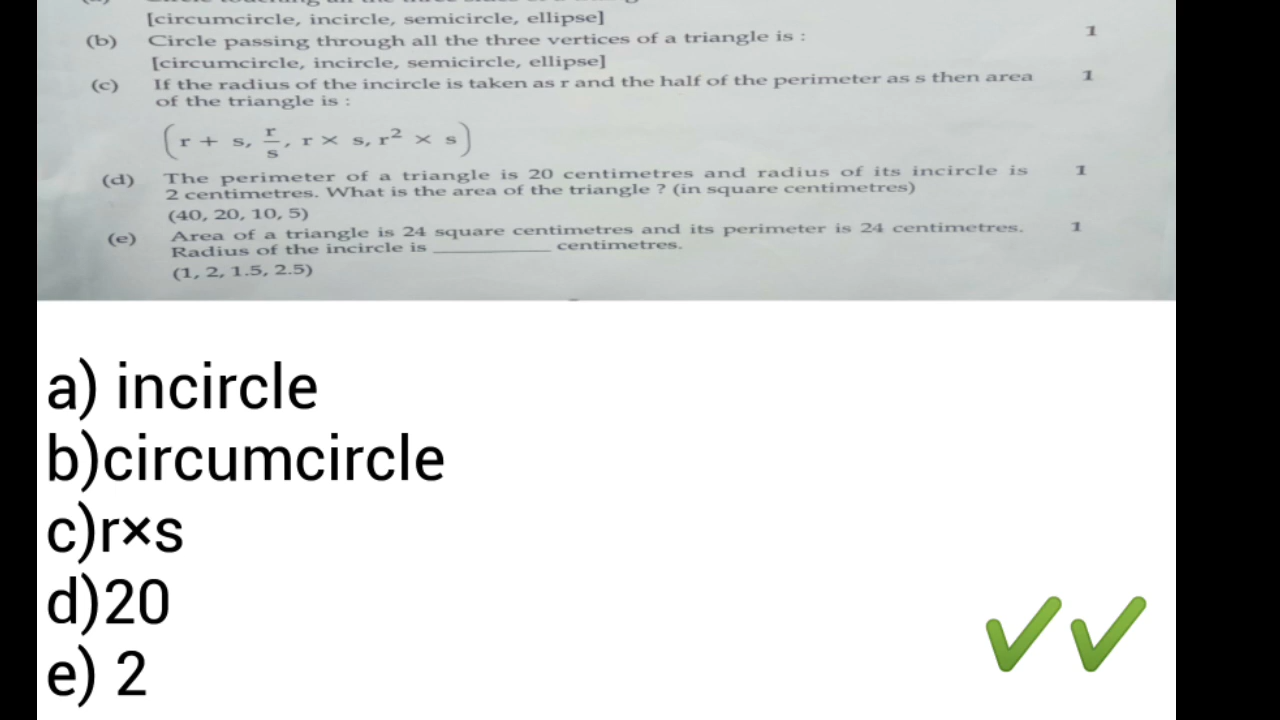 [circumcircle, incircle, semicircle, ellipse]
(b) Circle passing through all the three vertices of a triangle is : 1
[circumcircle, incircle, semicircle, ellipse]
(c) If the radius of the incircle is taken as r and the half of the perimeter as s then area 1
of the triangle is :
(r + s, r/s, r × s, r² × s)
(d) The perimeter of a triangle is 20 centimetres and radius of its incircle is 1
2 centimetres. What is the area of the triangle ? (in square centimetres)
(40, 20, 10, 5)
(e) Area of a triangle is 24 square centimetres and its perimeter is 24 centimetres. 1
Radius of the incircle is __________ centimetres.
(1, 2, 1.5, 2.5)
a) incircle
b)circumcircle
c)r×s
d)20
e) 2